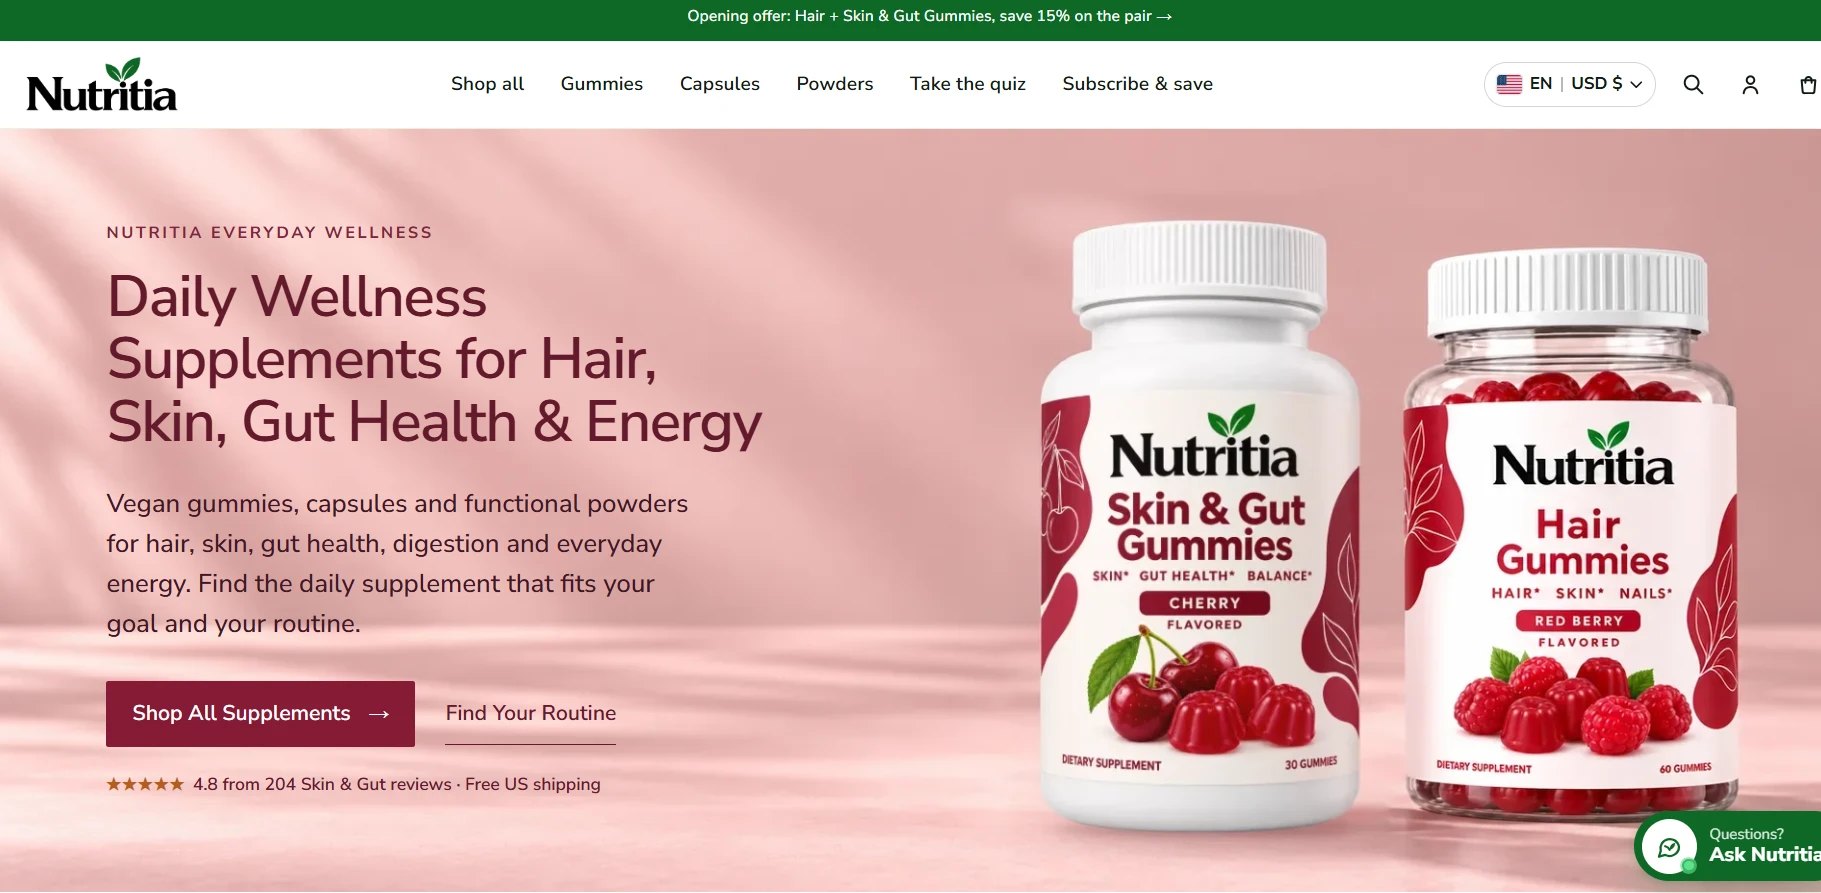 Opening offer: Hair + Skin & Gut Gummies, save 15% on the pair →
Nutritia
Shop all
Gummies
Capsules
Powders
Take the quiz
Subscribe & save
EN | USD $
NUTRITIA EVERYDAY WELLNESS
Daily Wellness
Supplements for Hair,
Skin, Gut Health & Energy
Vegan gummies, capsules and functional powders
for hair, skin, gut health, digestion and everyday
energy. Find the daily supplement that fits your
goal and your routine.
Shop All Supplements →
Find Your Routine
★★★★★ 4.8 from 204 Skin & Gut reviews · Free US shipping
Nutritia
Skin & Gut
Gummies
SKIN* GUT HEALTH* BALANCE*
CHERRY
FLAVORED
DIETARY SUPPLEMENT
30 GUMMIES
Nutritia
Hair
Gummies
HAIR* SKIN* NAILS*
RED BERRY
FLAVORED
DIETARY SUPPLEMENT
60 GUMMIES
Questions?
Ask Nutritia